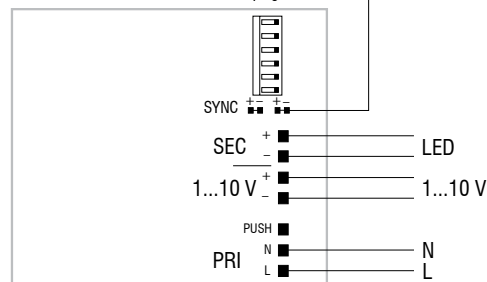 SYNC + - + -
SEC + - LED
1...10 V + - 1...10 V
PUSH
N N
PRI L L